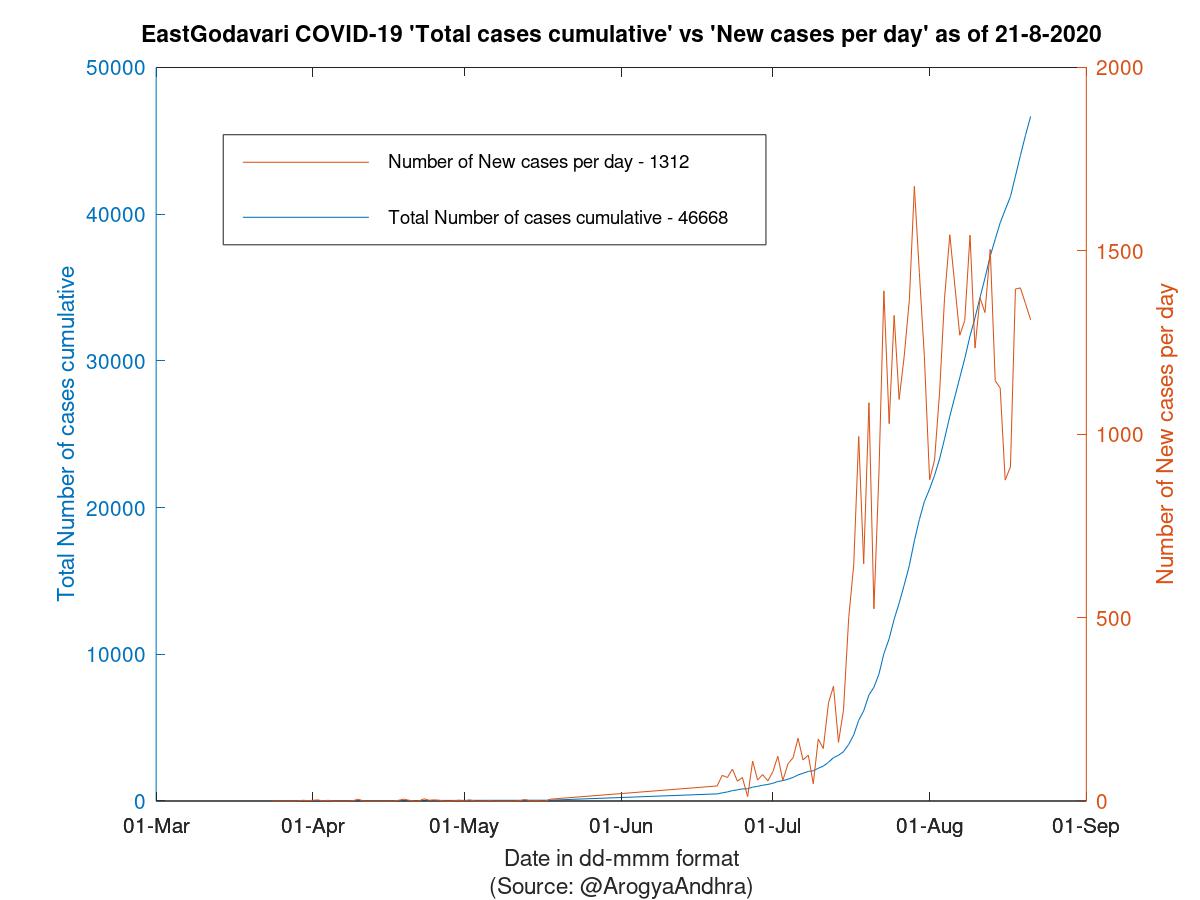 EastGodavari COVID-19 'Total cases cumulative' vs 'New cases per day' as of 21-8-2020
50000
40000
30000
20000
10000
0
Total Number of cases cumulative
Number of New cases per day - 1312
Total Number of cases cumulative - 46668
2000
1500
1000
500
0
Number of New cases per day
01-Mar 01-Apr 01-May 01-Jun 01-Jul 01-Aug 01-Sep
Date in dd-mmm format
(Source: @ArogyaAndhra)